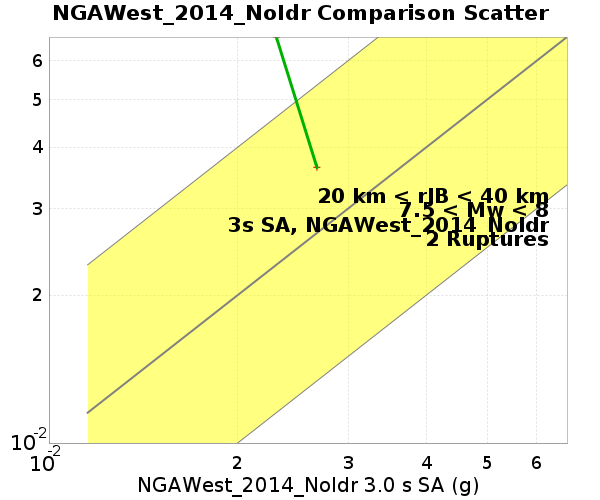 NGAWest_2014_NoIdr Comparison Scatter
6
5
4
3
2
10-2
20 km < rJB < 40 km
7.5 < Mw < 8
3s SA, NGAWest_2014_NoIdr
2 Ruptures
10-2
2
3
4
5
6
NGAWest_2014_NoIdr 3.0 s SA (g)